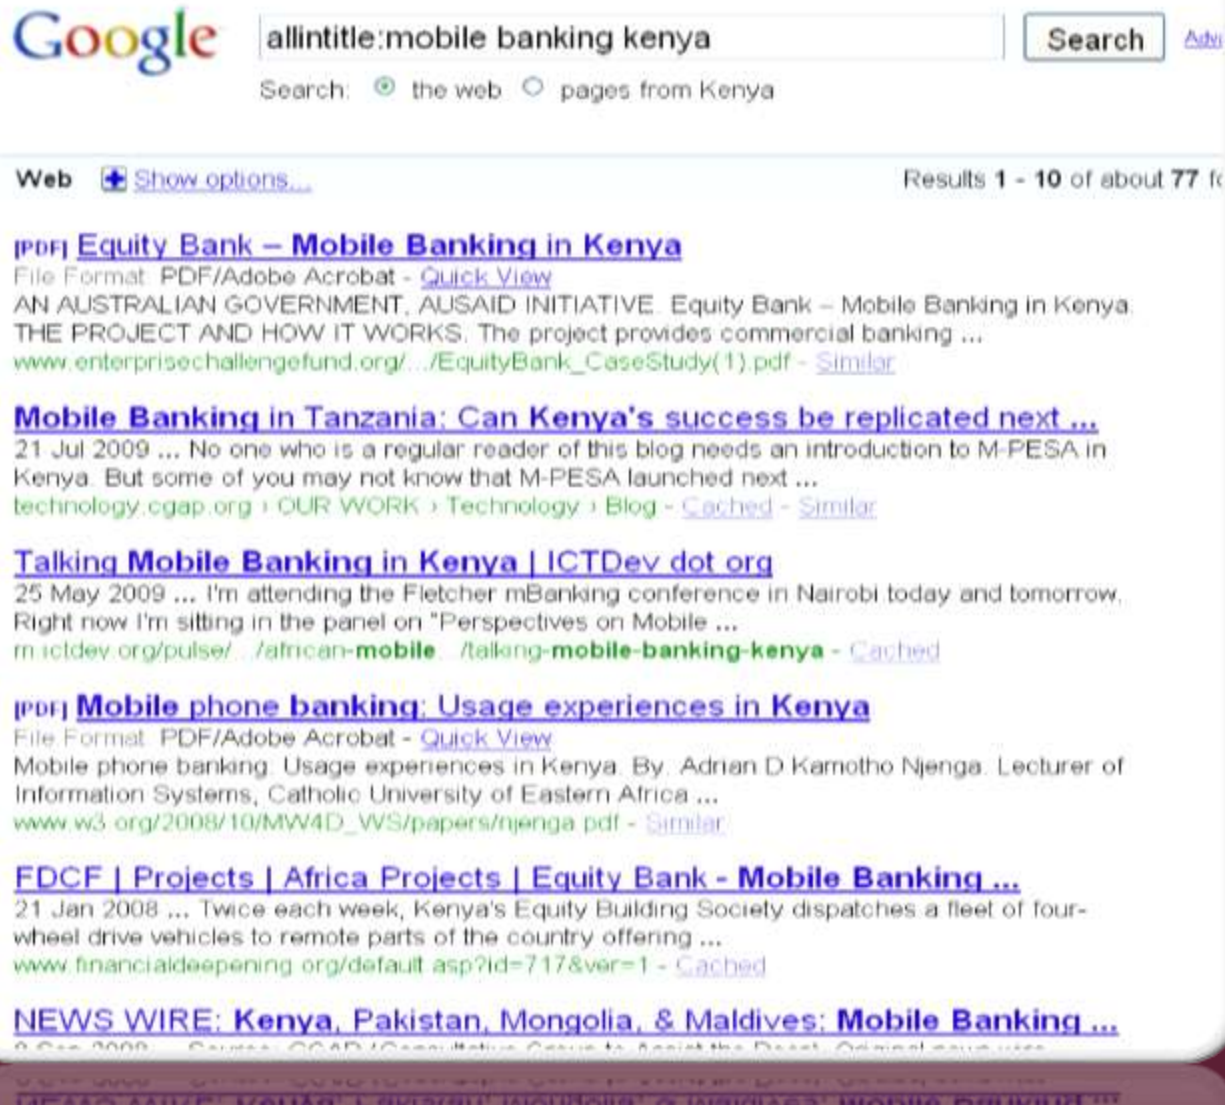 Google
allintitle:mobile banking kenya
Search
Search: the web pages from Kenya
Web Show options... Results 1 - 10 of about 77
[PDF] Equity Bank – Mobile Banking in Kenya
File Format: PDF/Adobe Acrobat - Quick View
AN AUSTRALIAN GOVERNMENT, AUSAID INITIATIVE. Equity Bank – Mobile Banking in Kenya.
THE PROJECT AND HOW IT WORKS. The project provides commercial banking ...
www.enterprisechallengefund.org/.../EquityBank_CaseStudy(1).pdf - Similar
Mobile Banking in Tanzania: Can Kenya's success be replicated next ...
21 Jul 2009 ... No one who is a regular reader of this blog needs an introduction to M-PESA in
Kenya. But some of you may not know that M-PESA launched next ...
technology.cgap.org › OUR WORK › Technology › Blog - Cached - Similar
Talking Mobile Banking in Kenya | ICTDev dot org
25 May 2009 ... I'm attending the Fletcher mBanking conference in Nairobi today and tomorrow.
Right now I'm sitting in the panel on "Perspectives on Mobile ...
m.ictdev.org/pulse/.../african-mobile.../talking-mobile-banking-kenya - Cached
[PDF] Mobile phone banking: Usage experiences in Kenya
File Format: PDF/Adobe Acrobat - Quick View
Mobile phone banking: Usage experiences in Kenya. By. Adrian D Kamotho Njenga. Lecturer of
Information Systems, Catholic University of Eastern Africa ...
www.w3.org/2008/10/MW4D_WS/papers/njenga.pdf - Similar
FDCF | Projects | Africa Projects | Equity Bank - Mobile Banking ...
21 Jan 2008 ... Twice each week, Kenya's Equity Building Society dispatches a fleet of four-
wheel drive vehicles to remote parts of the country offering ...
www.financialdeepening.org/default.asp?id=717&ver=1 - Cached
NEWS WIRE: Kenya, Pakistan, Mongolia, & Maldives: Mobile Banking ...